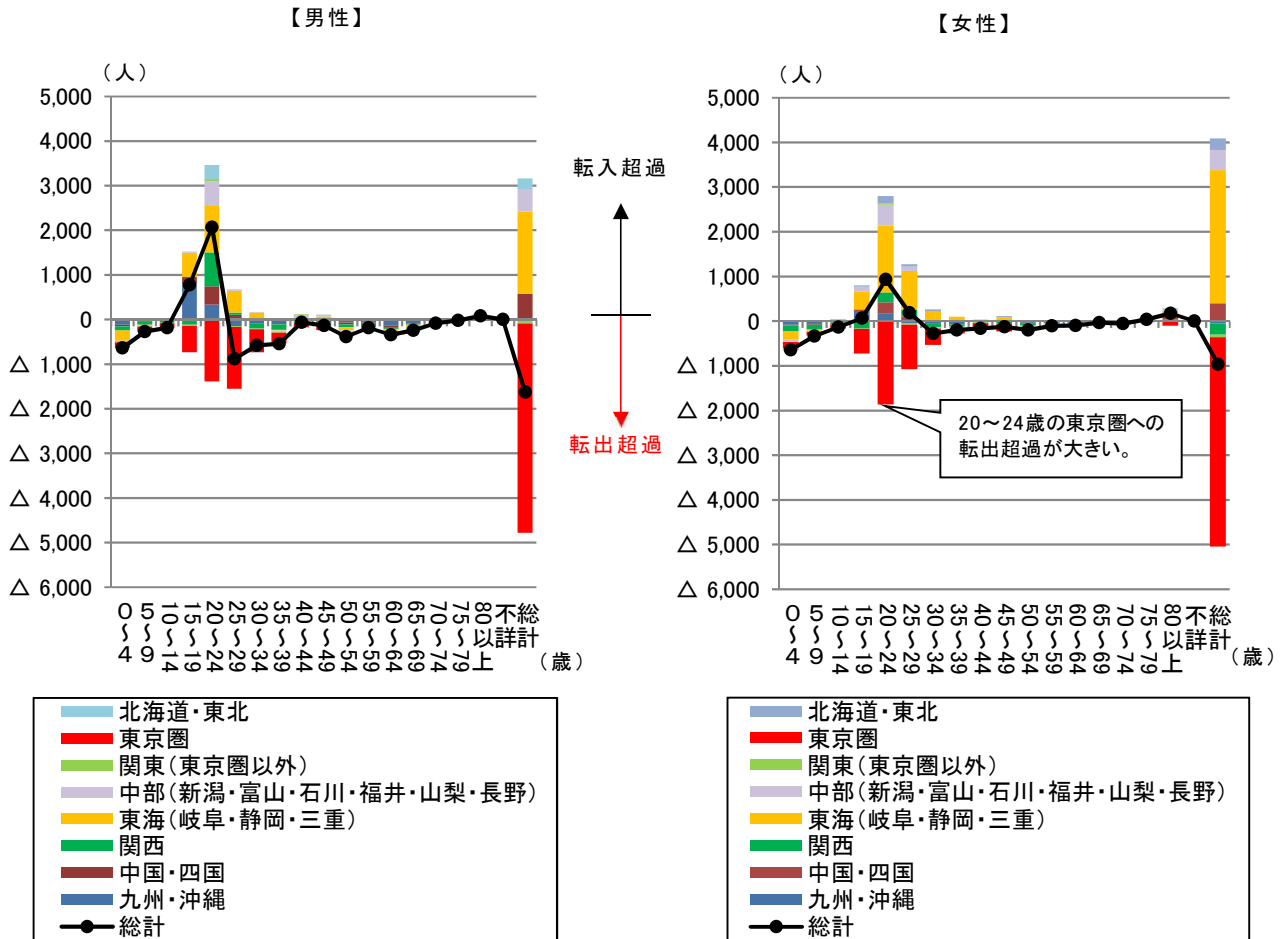 【男性】
(人)
5,000
4,000
3,000
2,000
1,000
0
△ 1,000
△ 2,000
△ 3,000
△ 4,000
△ 5,000
△ 6,000
0～4
5～9
10～14
15～19
20～24
25～29
30～34
35～39
40～44
45～49
50～54
55～59
60～64
65～69
70～74
75～79
80以上
不詳
総計
(歳)
北海道・東北
東京圏
関東(東京圏以外)
中部(新潟・富山・石川・福井・山梨・長野)
東海(岐阜・静岡・三重)
関西
中国・四国
九州・沖縄
総計
転入超過
転出超過
【女性】
(人)
5,000
4,000
3,000
2,000
1,000
0
△ 1,000
△ 2,000
△ 3,000
△ 4,000
△ 5,000
△ 6,000
20～24歳の東京圏への
転出超過が大きい。
0～4
5～9
10～14
15～19
20～24
25～29
30～34
35～39
40～44
45～49
50～54
55～59
60～64
65～69
70～74
75～79
80以上
不詳
総計
(歳)
北海道・東北
東京圏
関東(東京圏以外)
中部(新潟・富山・石川・福井・山梨・長野)
東海(岐阜・静岡・三重)
関西
中国・四国
九州・沖縄
総計